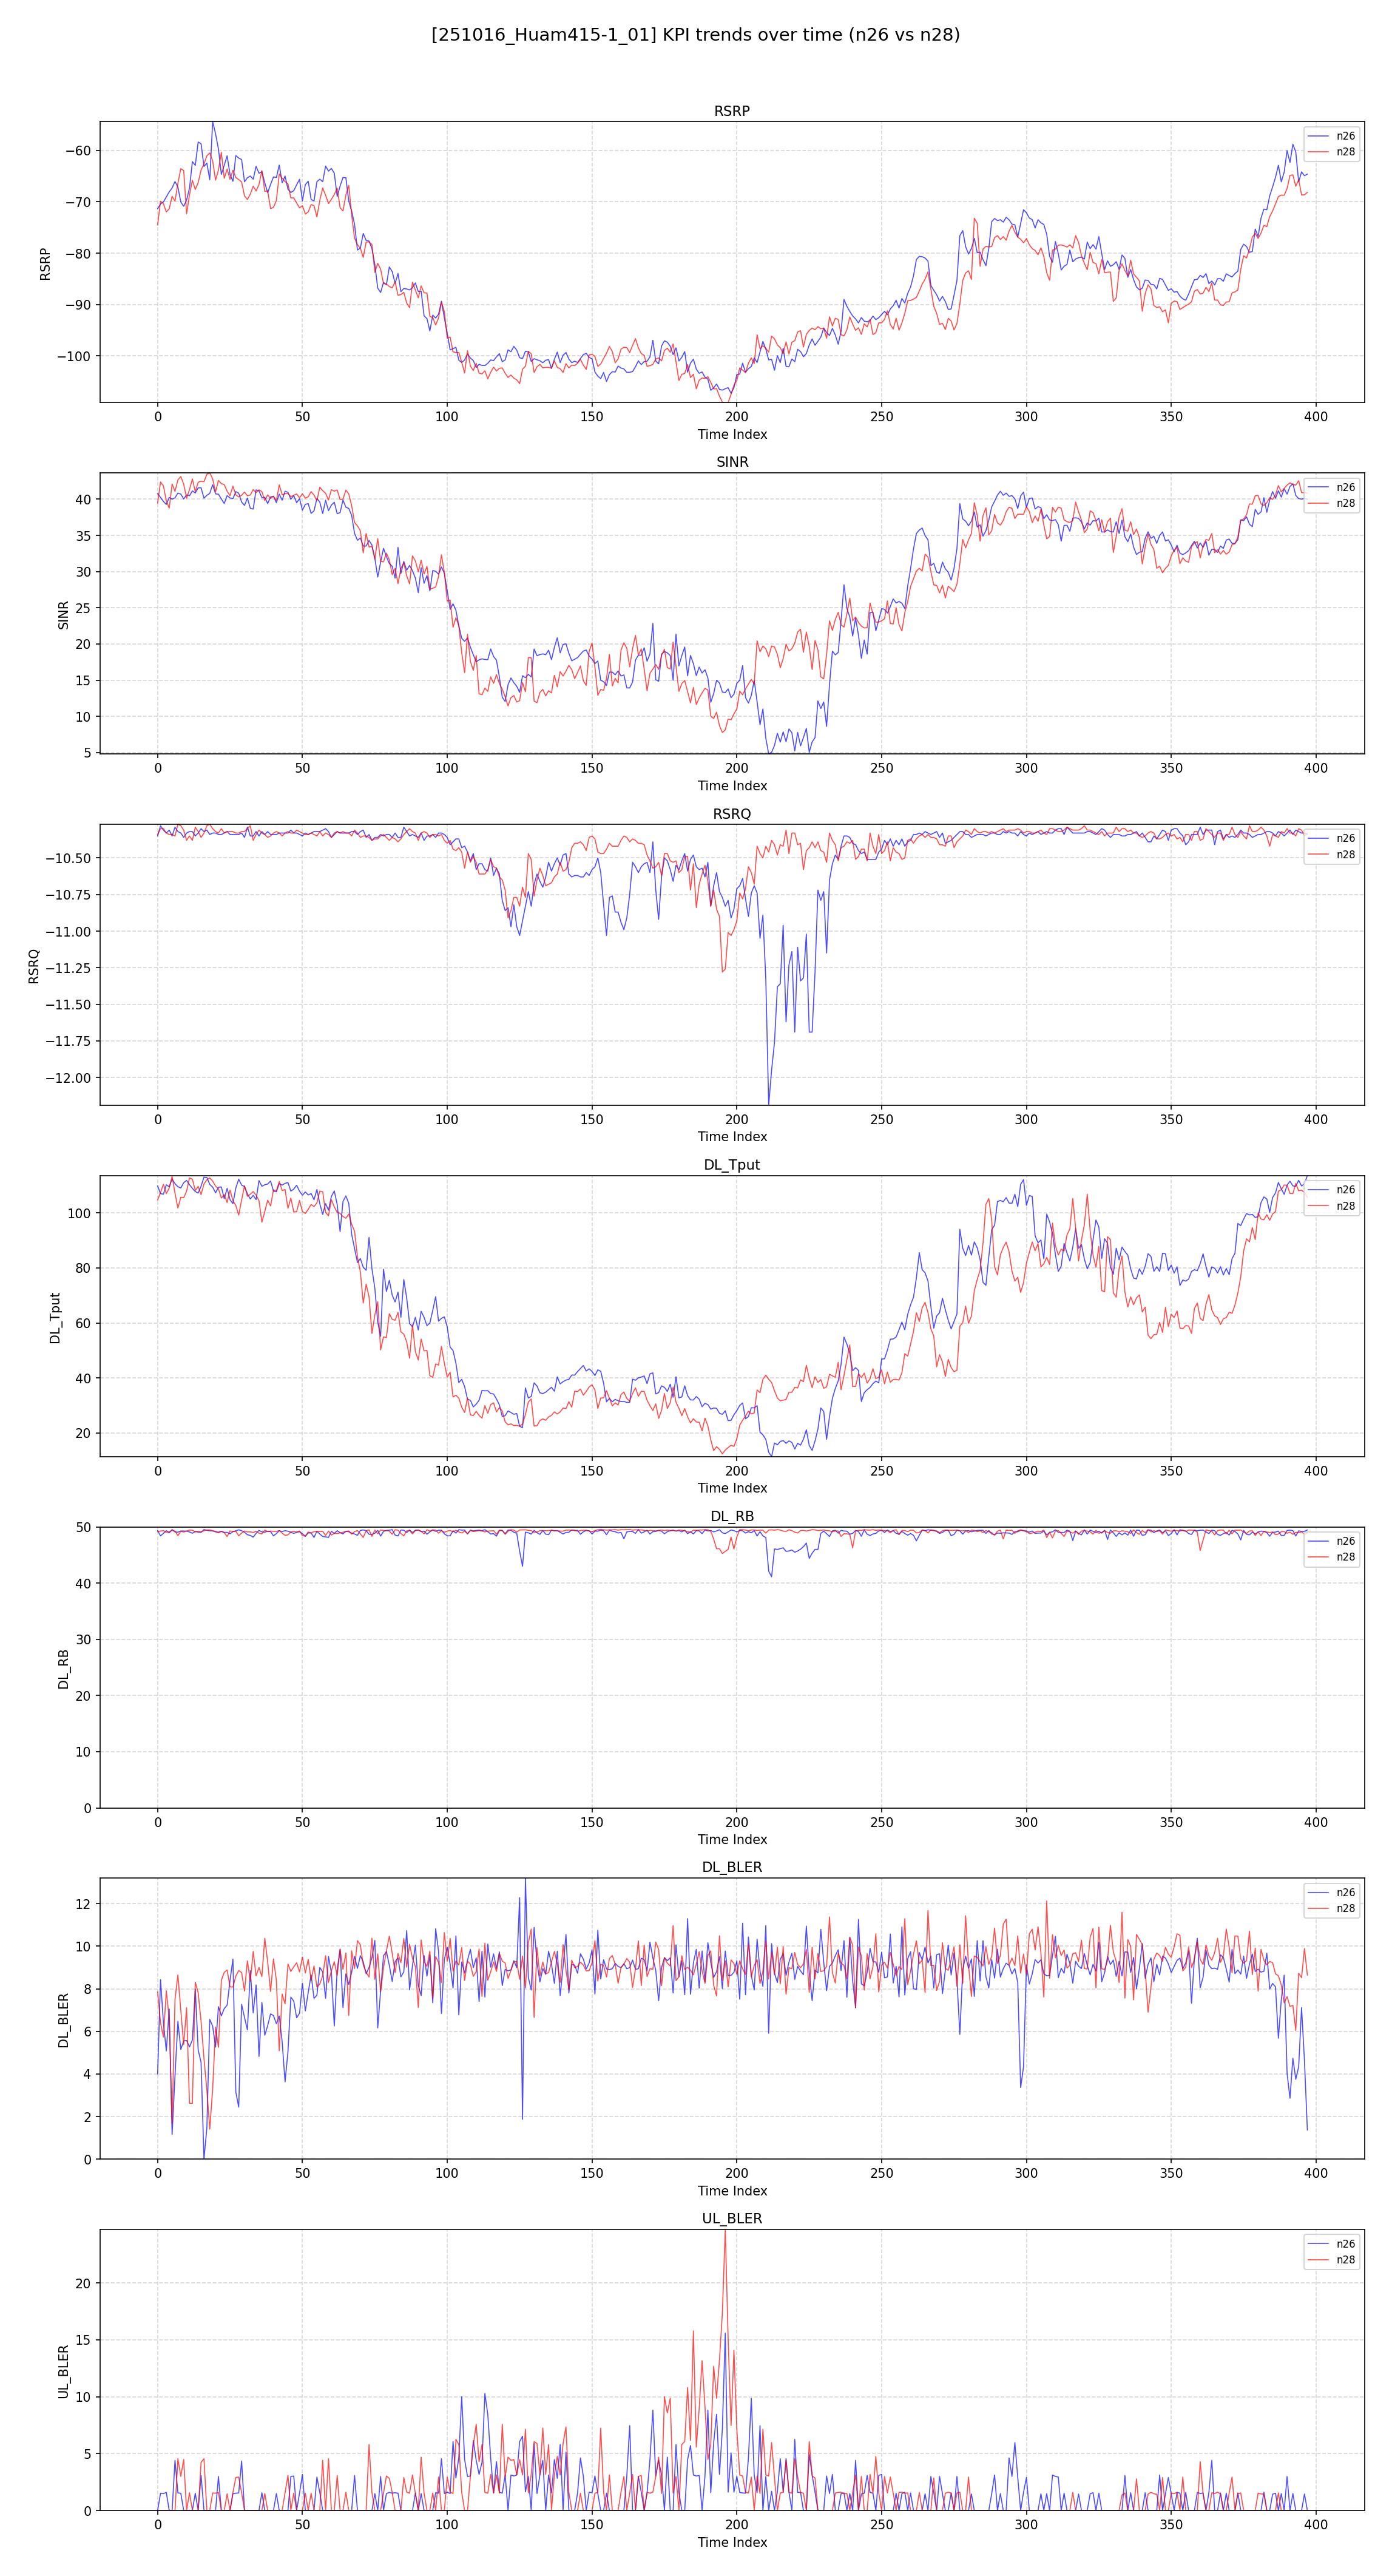 [251016_Huam415-1_01] KPI trends over time (n26 vs n28)
RSRP
n26
n28
−60
−70
−80
−90
−100
RSRP
0 50 100 150 200 250 300 350 400
Time Index
SINR
n26
n28
40
35
30
25
20
15
10
5
SINR
0 50 100 150 200 250 300 350 400
Time Index
RSRQ
n26
n28
−10.50
−10.75
−11.00
−11.25
−11.50
−11.75
−12.00
RSRQ
0 50 100 150 200 250 300 350 400
Time Index
DL_Tput
n26
n28
100
80
60
40
20
DL_Tput
0 50 100 150 200 250 300 350 400
Time Index
DL_RB
n26
n28
50
40
30
20
10
0
DL_RB
0 50 100 150 200 250 300 350 400
Time Index
DL_BLER
n26
n28
12
10
8
6
4
2
0
DL_BLER
0 50 100 150 200 250 300 350 400
Time Index
UL_BLER
n26
n28
20
15
10
5
0
UL_BLER
0 50 100 150 200 250 300 350 400
Time Index